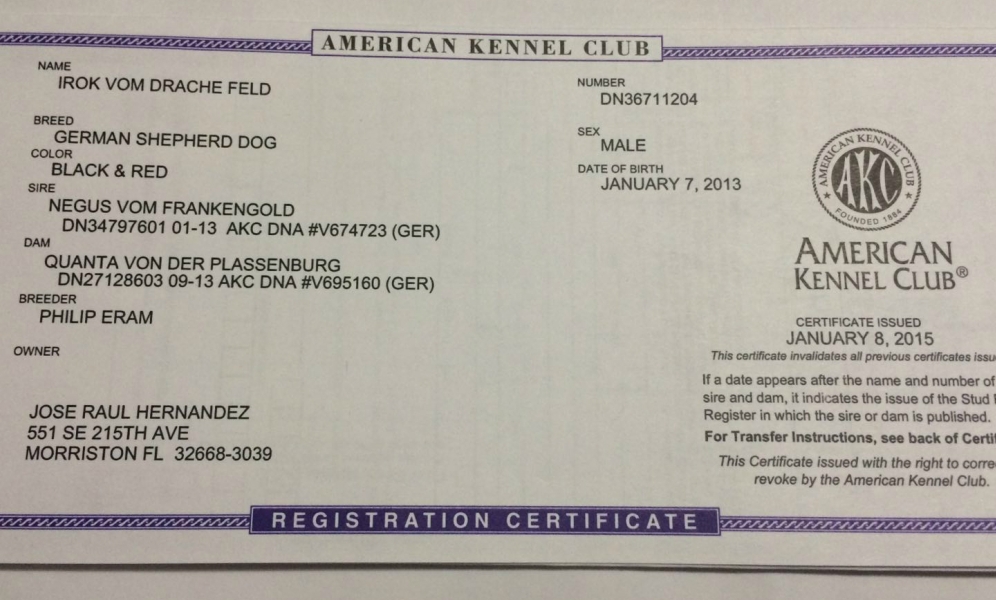 AMERICAN KENNEL CLUB
NAME
IROK VOM DRACHE FELD
BREED
GERMAN SHEPHERD DOG
COLOR
BLACK & RED
SIRE
NEGUS VOM FRANKENGOLD
DN34797601 01-13 AKC DNA #V674723 (GER)
DAM
QUANTA VON DER PLASSENBURG
DN27128603 09-13 AKC DNA #V695160 (GER)
BREEDER
PHILIP ERAM
OWNER
JOSE RAUL HERNANDEZ
551 SE 215TH AVE
MORRISTON FL 32668-3039
NUMBER
DN36711204
SEX
MALE
DATE OF BIRTH
JANUARY 7, 2013
AMERICAN KENNEL CLUB
AKC
FOUNDED 1884
AMERICAN
KENNEL CLUB®
CERTIFICATE ISSUED
JANUARY 8, 2015
This certificate invalidates all previous certificates
If a date appears after the name and number of
sire and dam, it indicates the issue of the Stud
Register in which the sire or dam is published.
For Transfer Instructions, see back of
This Certificate issued with the right to
revoke by the American Kennel Club.
REGISTRATION CERTIFICATE